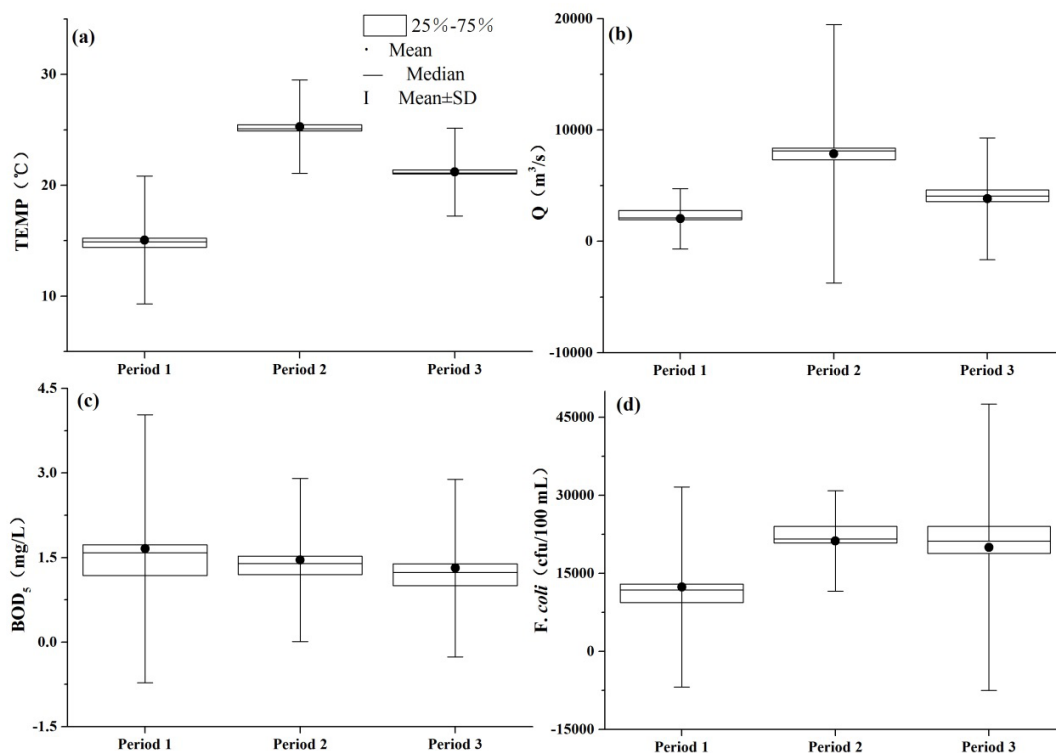 (a)
25%-75%
Mean
Median
I Mean±SD
TEMP（℃）
30
20
10
Period 1 Period 2 Period 3
(b)
Q（m³/s）
20000
10000
0
-10000
Period 1 Period 2 Period 3
(c)
BOD₅（mg/L）
4.5
3.0
1.5
0.0
-1.5
Period 1 Period 2 Period 3
(d)
F. coli（cfu/100 mL）
45000
30000
15000
0
-15000
Period 1 Period 2 Period 3